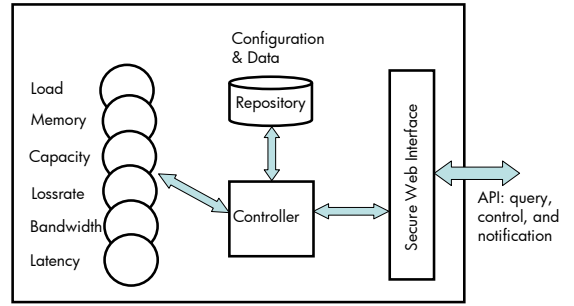 Configuration
& Data
Repository
Load
Memory
Capacity
Lossrate
Bandwidth
Latency
Controller
Secure Web Interface
API: query,
control, and
notification